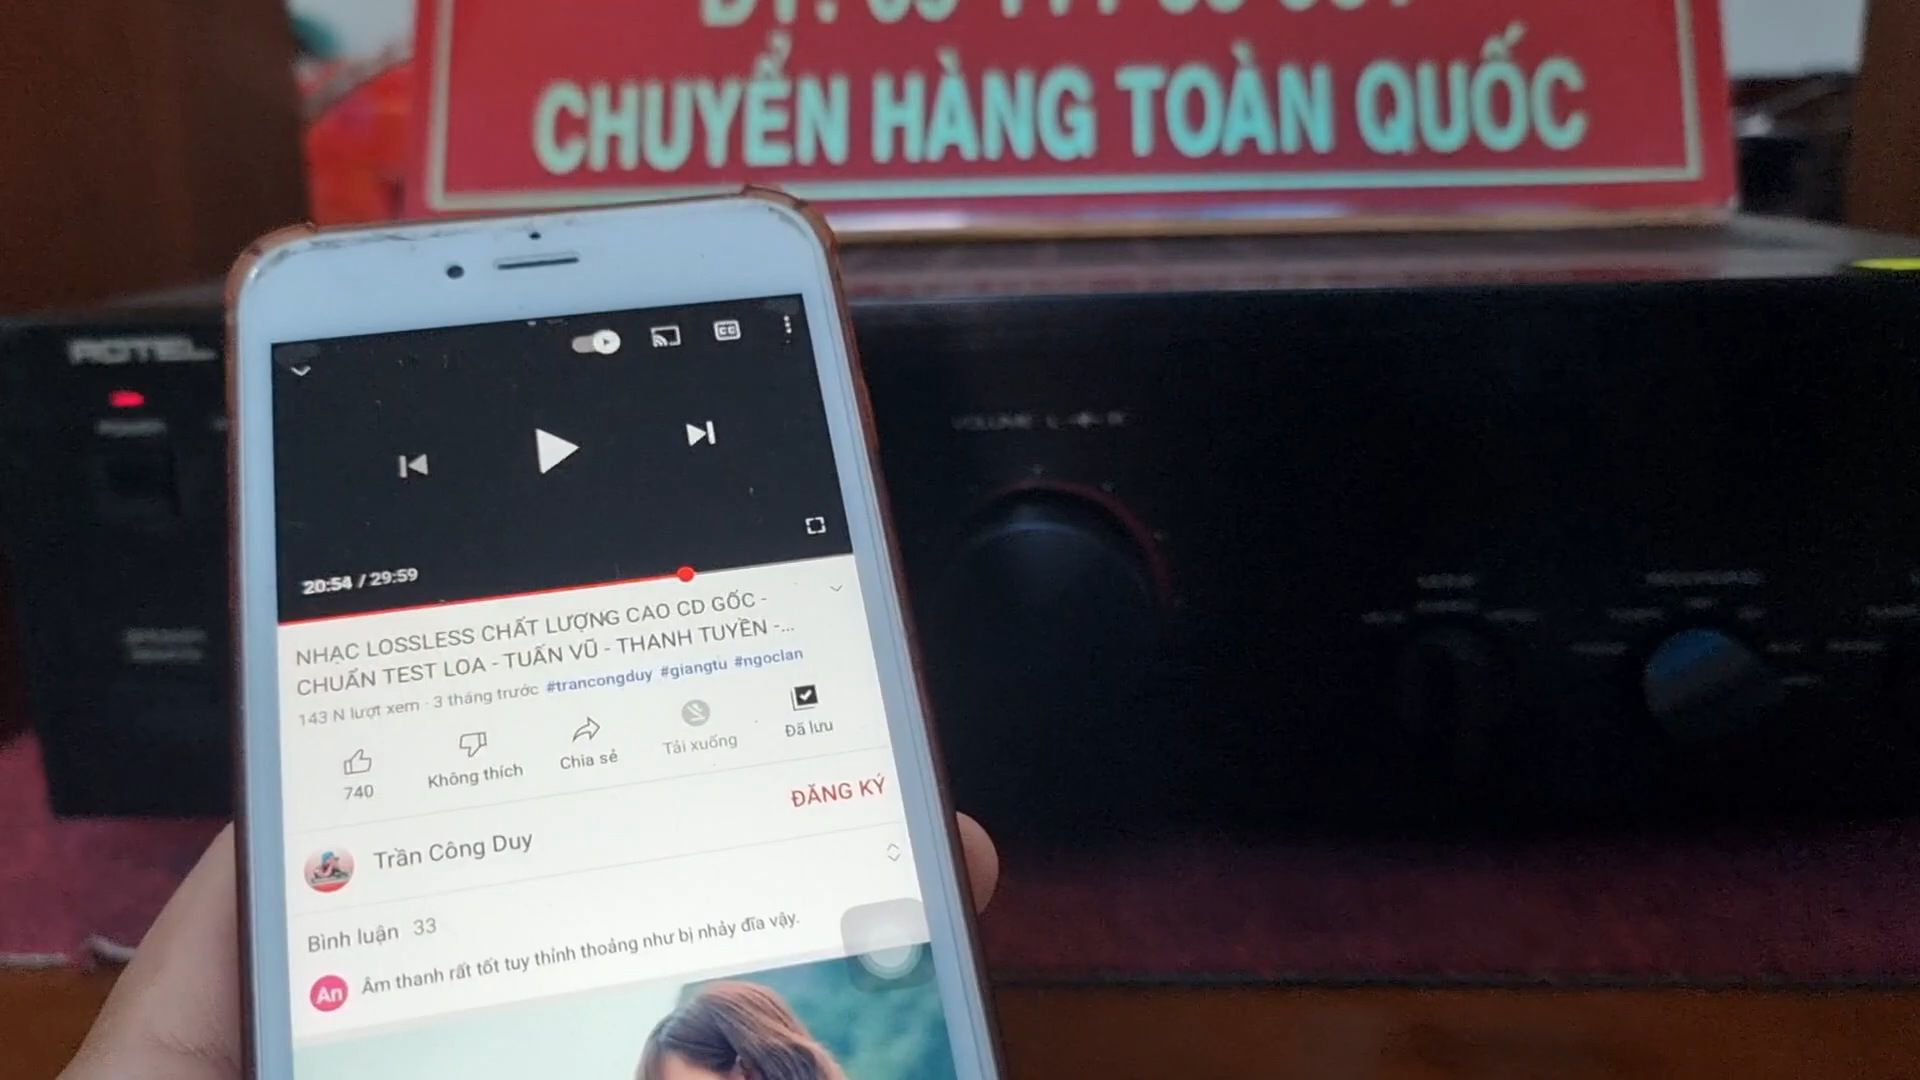 CHUYỂN HÀNG TOÀN QUỐC
ROTEL
VOLUME L R
20:54 / 29:59
NHẠC LOSSLESS CHẤT LƯỢNG CAO CD GỐC -
CHUẨN TEST LOA - TUẤN VŨ - THANH TUYỀN -...
143 N lượt xem · 3 tháng trước #trancongduy #giangtu #ngoclan
740
Không thích
Chia sẻ
Tải xuống
Đã lưu
Trần Công Duy
ĐĂNG KÝ
Bình luận 33
An
Âm thanh rất tốt tuy thỉnh thoảng như bị nhảy đĩa vậy.